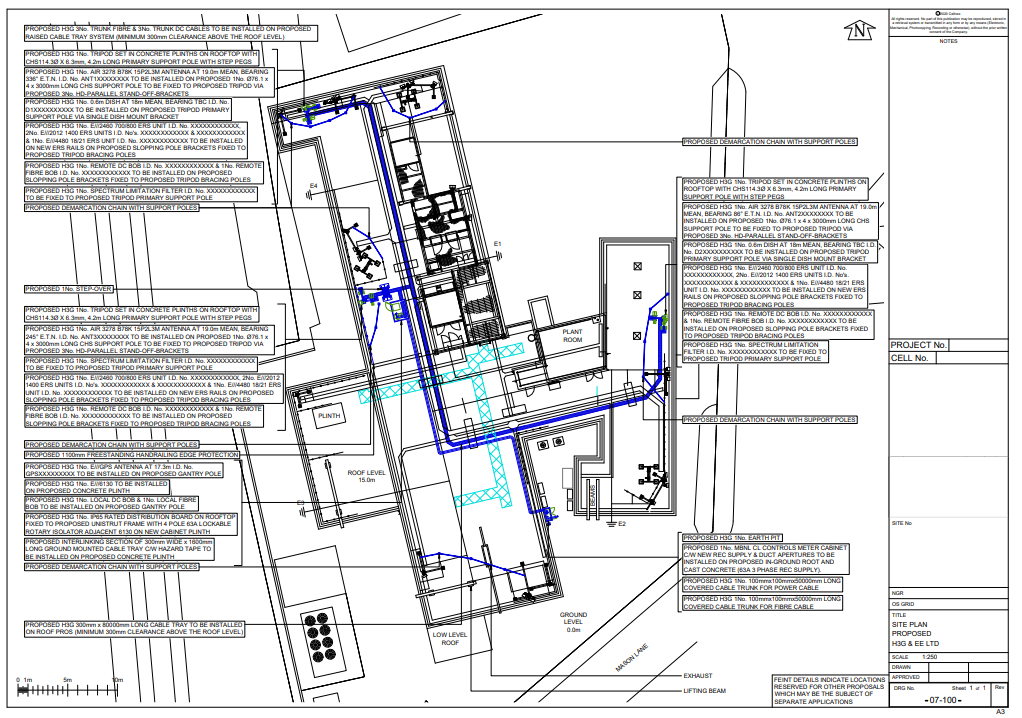 PROPOSED H3G 3No. TRUNK FIBRE & 3No. TRUNK DC CABLES TO BE INSTALLED ON PROPOSED
RAISED CABLE TRAY SYSTEM (MINIMUM 300mm CLEARANCE ABOVE THE ROOF LEVEL)
PROPOSED H3G 1No. TRIPOD SET IN CONCRETE PLINTHS ON ROOFTOP WITH
CHS114.3Ø X 6.3mm, 4.2m LONG PRIMARY SUPPORT POLE WITH STEP PEGS
PROPOSED H3G 1No. AIR 3278 B78K 15P2L3M ANTENNA AT 19.0m MEAN, BEARING
336° E.T.N. I.D. No. ANT1XXXXXXXX TO BE INSTALLED ON PROPOSED 1No. Ø76.1 x
4 x 3000mm LONG CHS SUPPORT POLE TO BE FIXED TO PROPOSED TRIPOD VIA
PROPOSED 3No. HD-PARALLEL STAND-OFF-BRACKETS
PROPOSED H3G 1No. 0.6m DISH AT 18m MEAN, BEARING TBC I.D. No.
D1XXXXXXXXXX TO BE INSTALLED ON PROPOSED TRIPOD PRIMARY
SUPPORT POLE VIA SINGLE DISH MOUNT BRACKET
PROPOSED H3G 1No. E///2460 700/800 ERS UNIT I.D. No. XXXXXXXXXXXX,
2No. E///2012 1400 ERS UNITS I.D. No's. XXXXXXXXXXXX & XXXXXXXXXXXX
& 1No. E///4480 18/21 ERS UNIT I.D. No. XXXXXXXXXXXX TO BE INSTALLED
ON NEW ERS RAILS ON PROPOSED SLOPPING POLE BRACKETS FIXED TO
PROPOSED TRIPOD BRACING POLES
PROPOSED H3G 1No. REMOTE DC BOB I.D. No. XXXXXXXXXXXX & 1No. REMOTE
FIBRE BOB I.D. No. XXXXXXXXXXXX TO BE INSTALLED ON PROPOSED
SLOPPING POLE BRACKETS FIXED TO PROPOSED TRIPOD BRACING POLES
PROPOSED H3G 1No. SPECTRUM LIMITATION FILTER I.D. No. XXXXXXXXXXXX
TO BE FIXED TO PROPOSED TRIPOD PRIMARY SUPPORT POLE
PROPOSED DEMARCATION CHAIN WITH SUPPORT POLES
PROPOSED 1No. STEP-OVER
PROPOSED H3G 1No. TRIPOD SET IN CONCRETE PLINTHS ON ROOFTOP WITH
CHS114.3Ø X 6.3mm, 4.2m LONG PRIMARY SUPPORT POLE WITH STEP PEGS
PROPOSED H3G 1No. AIR 3278 B78K 15P2L3M ANTENNA AT 19.0m MEAN, BEARING
245° E.T.N. I.D. No. ANT3XXXXXXXX TO BE INSTALLED ON PROPOSED 1No. Ø76.1 x
4 x 3000mm LONG CHS SUPPORT POLE TO BE FIXED TO PROPOSED TRIPOD VIA
PROPOSED 3No. HD-PARALLEL STAND-OFF-BRACKETS
PROPOSED H3G 1No. SPECTRUM LIMITATION FILTER I.D. No. XXXXXXXXXXXX
TO BE FIXED TO PROPOSED TRIPOD PRIMARY SUPPORT POLE
PROPOSED H3G 1No. E///2460 700/800 ERS UNIT I.D. No. XXXXXXXXXXXX, 2No. E///2012
1400 ERS UNITS I.D. No's. XXXXXXXXXXXX & XXXXXXXXXXXX & 1No. E///4480 18/21 ERS
UNIT I.D. No. XXXXXXXXXXXX TO BE INSTALLED ON NEW ERS RAILS ON PROPOSED
SLOPPING POLE BRACKETS FIXED TO PROPOSED TRIPOD BRACING POLES
PROPOSED H3G 1No. REMOTE DC BOB I.D. No. XXXXXXXXXXXX & 1No. REMOTE
FIBRE BOB I.D. No. XXXXXXXXXXXX TO BE INSTALLED ON PROPOSED
SLOPPING POLE BRACKETS FIXED TO PROPOSED TRIPOD BRACING POLES
PROPOSED DEMARCATION CHAIN WITH SUPPORT POLES
PROPOSED 1100mm FREESTANDING HANDRAILING EDGE PROTECTION
PROPOSED H3G 1No. E///GPS ANTENNA AT 17.3m I.D. No.
GPSXXXXXXXXX TO BE INSTALLED ON PROPOSED GANTRY POLE
PROPOSED H3G 1No. E///6130 TO BE INSTALLED
ON PROPOSED CONCRETE PLINTH
PROPOSED H3G 1No. LOCAL DC BOB & 1No. LOCAL FIBRE
BOB TO BE INSTALLED ON PROPOSED GANTRY POLE
PROPOSED H3G 1No. IP65 RATED DISTRIBUTION BOARD ON ROOFTOP
FIXED TO PROPOSED UNISTRUT FRAME WITH 4 POLE 63A LOCKABLE
ROTARY ISOLATOR ADJACENT 6130 ON NEW CABINET PLINTH
PROPOSED INTERLINKING SECTION OF 300mm WIDE x 1600mm
LONG GROUND MOUNTED CABLE TRAY C/W HAZARD TAPE TO
BE INSTALLED ON PROPOSED CONCRETE PLINTH
PROPOSED DEMARCATION CHAIN WITH SUPPORT POLES
PROPOSED H3G 300mm x 80000mm LONG CABLE TRAY TO BE INSTALLED
ON ROOF PROS (MINIMUM 300mm CLEARANCE ABOVE THE ROOF LEVEL)
0 1m 5m 10m
N
E4
E1
E3
E2
PLANT
ROOM
PLINTH
ROOF LEVEL
15.0m
BEAMS
LOW LEVEL
ROOF
GROUND
LEVEL
0.0m
MASON LANE
EXHAUST
LIFTING BEAM
PROPOSED DEMARCATION CHAIN WITH SUPPORT POLES
PROPOSED H3G 1No. TRIPOD SET IN CONCRETE PLINTHS ON
ROOFTOP WITH CHS114.3Ø X 6.3mm, 4.2m LONG PRIMARY
SUPPORT POLE WITH STEP PEGS
PROPOSED H3G 1No. AIR 3278 B78K 15P2L3M ANTENNA AT 19.0m
MEAN, BEARING 86° E.T.N. I.D. No. ANT2XXXXXXXX TO BE
INSTALLED ON PROPOSED 1No. Ø76.1 x 4 x 3000mm LONG CHS
SUPPORT POLE TO BE FIXED TO PROPOSED TRIPOD VIA
PROPOSED 3No. HD-PARALLEL STAND-OFF-BRACKETS
PROPOSED H3G 1No. 0.6m DISH AT 18m MEAN, BEARING TBC I.D.
No. D2XXXXXXXXXX TO BE INSTALLED ON PROPOSED TRIPOD
PRIMARY SUPPORT POLE VIA SINGLE DISH MOUNT BRACKET
PROPOSED H3G 1No. E///2460 700/800 ERS UNIT I.D. No.
XXXXXXXXXXXX, 2No. E///2012 1400 ERS UNITS I.D. No's.
XXXXXXXXXXXX & XXXXXXXXXXXX & 1No. E///4480 18/21 ERS
UNIT I.D. No. XXXXXXXXXXXX TO BE INSTALLED ON NEW ERS
RAILS ON PROPOSED SLOPPING POLE BRACKETS FIXED TO
PROPOSED TRIPOD BRACING POLES
PROPOSED H3G 1No. REMOTE DC BOB I.D. No. XXXXXXXXXXXX
& 1No. REMOTE FIBRE BOB I.D. No. XXXXXXXXXXXX TO BE
INSTALLED ON PROPOSED SLOPPING POLE BRACKETS FIXED
TO PROPOSED TRIPOD BRACING POLES
PROPOSED H3G 1No. SPECTRUM LIMITATION
FILTER I.D. No. XXXXXXXXXXXX TO BE FIXED TO
PROPOSED TRIPOD PRIMARY SUPPORT POLE
PROPOSED DEMARCATION CHAIN WITH SUPPORT POLES
PROPOSED H3G 1No. EARTH PIT
PROPOSED 1No. MBNL CL CONTROLS METER CABINET
C/W NEW REC SUPPLY & DUCT APERTURES TO BE
INSTALLED ON PROPOSED IN-GROUND ROOT AND
CAST CONCRETE (63A 3 PHASE REC SUPPLY).
PROPOSED H3G 1No. 100mmx100mmx50000mm LONG
COVERED CABLE TRUNK FOR POWER CABLE
PROPOSED H3G 1No. 100mmx100mmx50000mm LONG
COVERED CABLE TRUNK FOR FIBRE CABLE
FEINT DETAILS INDICATE LOCATIONS
RESERVED FOR OTHER PROPOSALS
WHICH MAY BE THE SUBJECT OF
SEPARATE APPLICATIONS
NOTES
PROJECT No.
CELL No.
SITE No
NGR
OS GRID
TITLE
SITE PLAN
PROPOSED
H3G & EE LTD
SCALE 1:250
DRAWN
APPROVED
DRG No. Sheet 1 of 1 Rev
- 07-100 -
A3